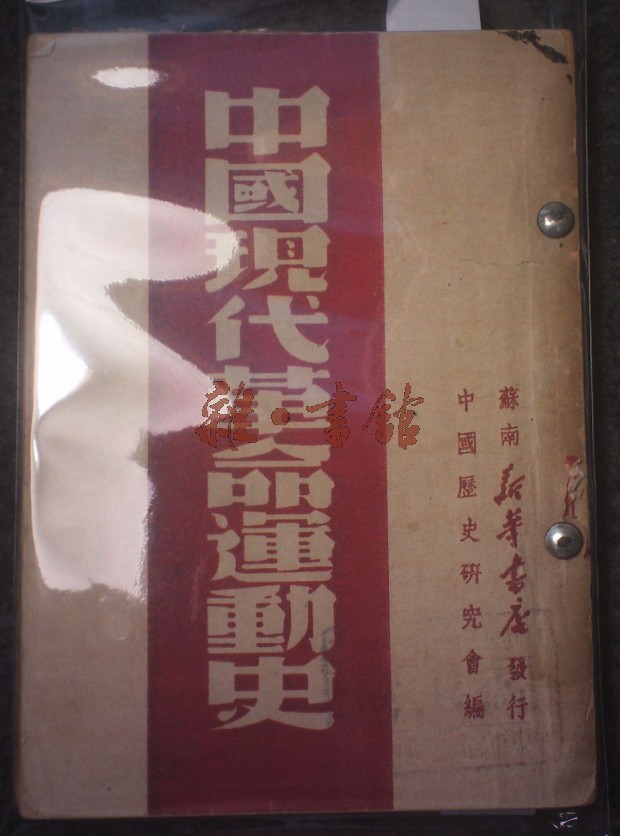 蘇南新華書店發行
中國歷史研究會編
中國現代革命運動史
雜·書館